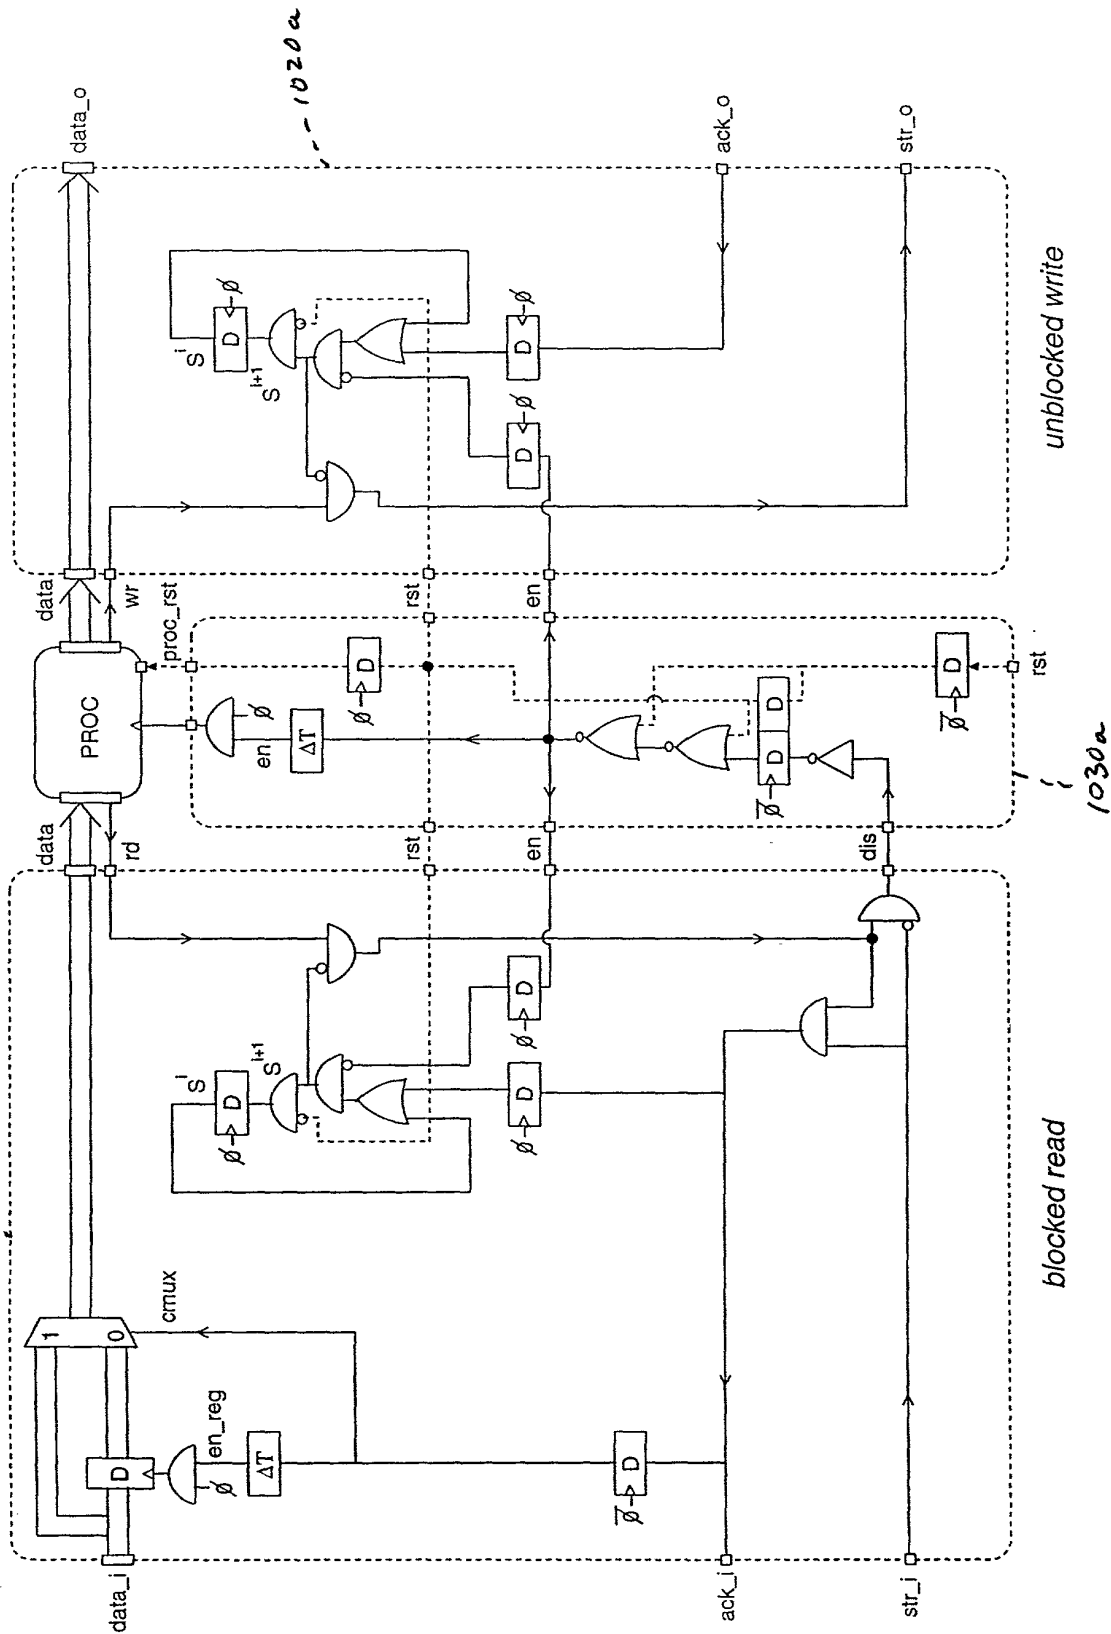 1020a
data_o
ack_o
str_o
S^i
D
ø
S^{i+1}
D
ø
D
ø
unblocked write
data
wr
rst
en
PROC
proc_rst
ø
en
ΔT
ø
D
D
D
ø̅
ø̅
D
rst
1030a
data
rd
rst
en
dis
S^i
D
ø
S^{i+1}
D
ø
D
ø
1
0
cmux
D
en_reg
ø
ΔT
D
ø̅
data_i
ack_i
str_i
blocked read